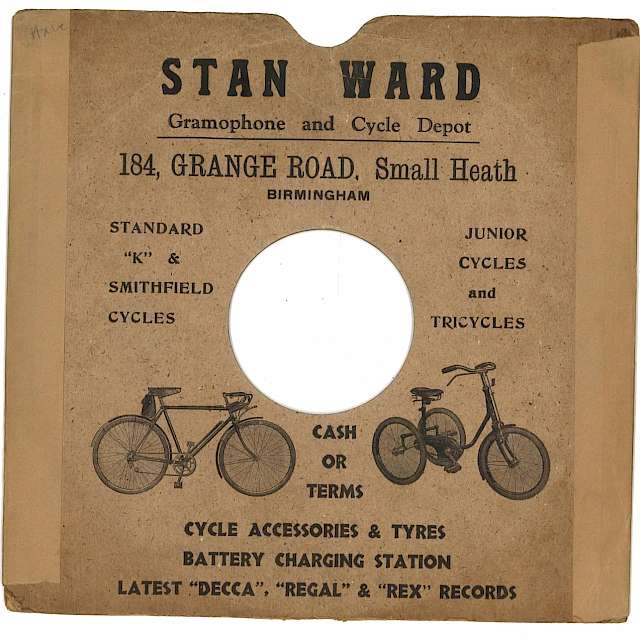 STAN WARD
Gramophone and Cycle Depot
184, GRANGE ROAD, Small Heath
BIRMINGHAM
STANDARD
"K" &
SMITHFIELD
CYCLES
JUNIOR
CYCLES
and
TRICYCLES
CASH
OR
TERMS
CYCLE ACCESSORIES & TYRES
BATTERY CHARGING STATION
LATEST "DECCA", "REGAL" & "REX" RECORDS